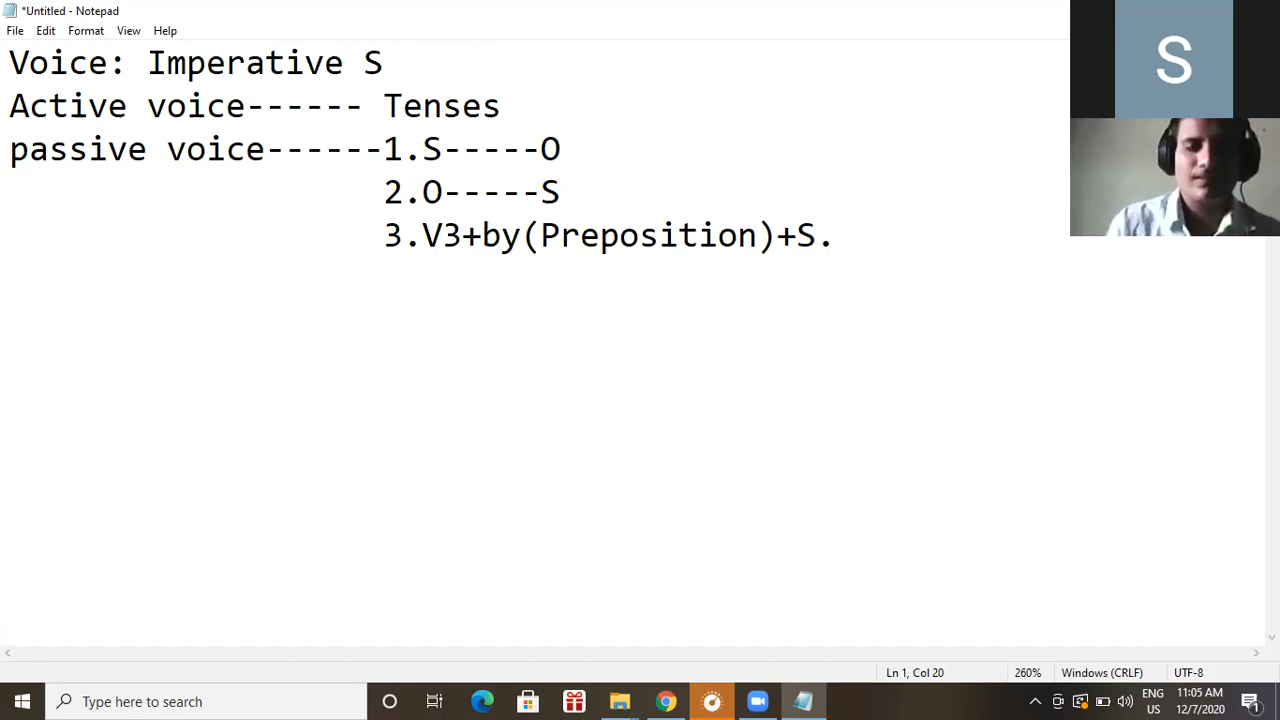 *Untitled - Notepad
File Edit Format View Help
Voice: Imperative S
Active voice------ Tenses
passive voice------1.S-----O
2.O-----S
3.V3+by(Preposition)+S.
S
Ln 1, Col 20 260% Windows (CRLF) UTF-8
Type here to search
ENG
US
11:05 AM
12/7/2020
1